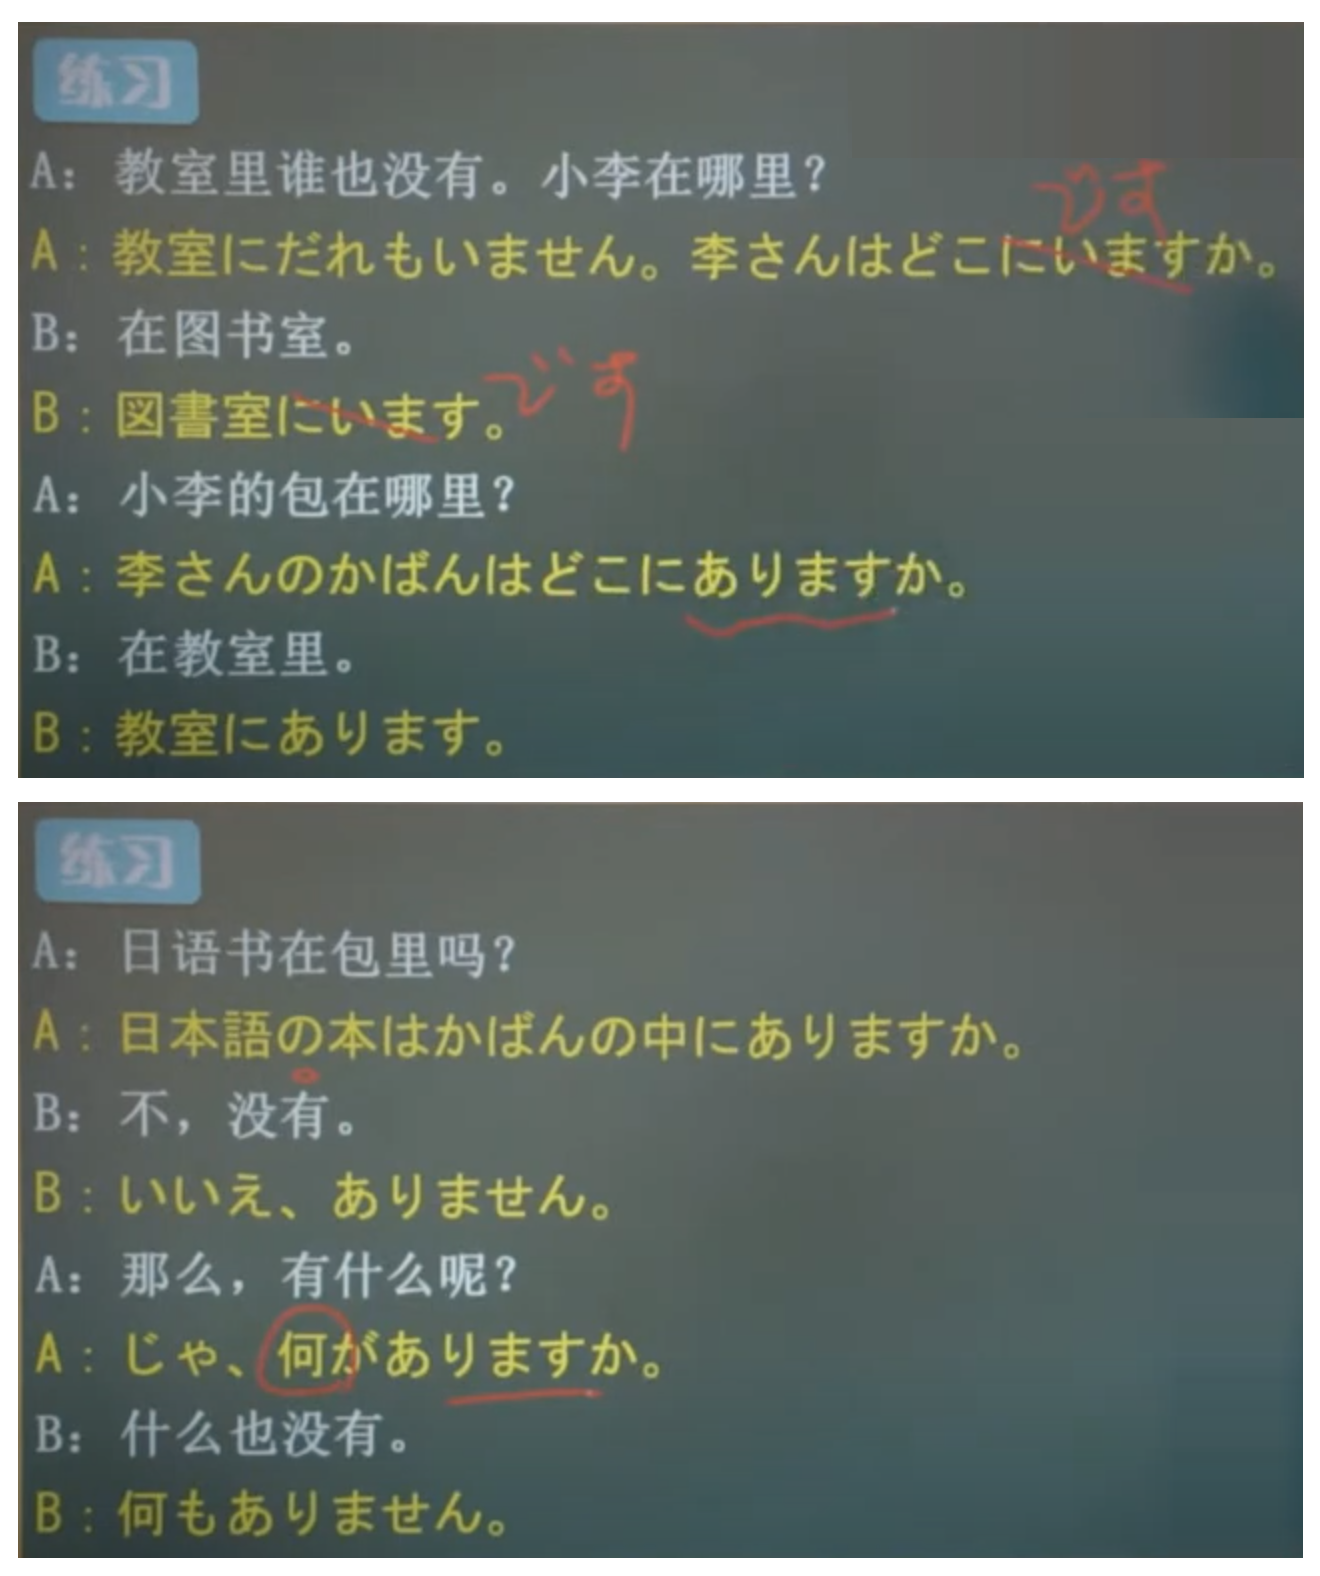 练习
A：教室里谁也没有。小李在哪里？
です
A：教室にだれもいません。李さんはどこにいますか。
B：在图书室。
B：図書室にいます。です
A：小李的包在哪里？
A：李さんのかばんはどこにありますか。
B：在教室里。
B：教室にあります。
练习
A：日语书在包里吗？
A：日本語の本はかばんの中にありますか。
B：不，没有。
B：いいえ、ありません。
A：那么，有什么呢？
A：じゃ、何がありますか。
B：什么也没有。
B：何もありません。